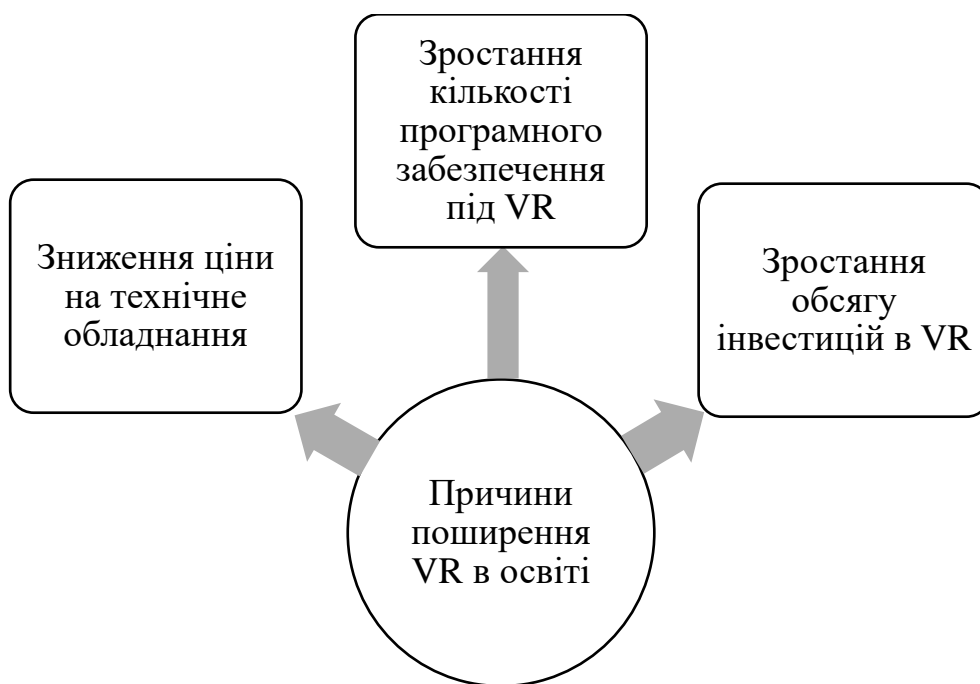 Зростання
кількості
програмного
забезпечення
під VR
Зниження ціни
на технічне
обладнання
Зростання
обсягу
інвестицій в VR
Причини
поширення
VR в освіті